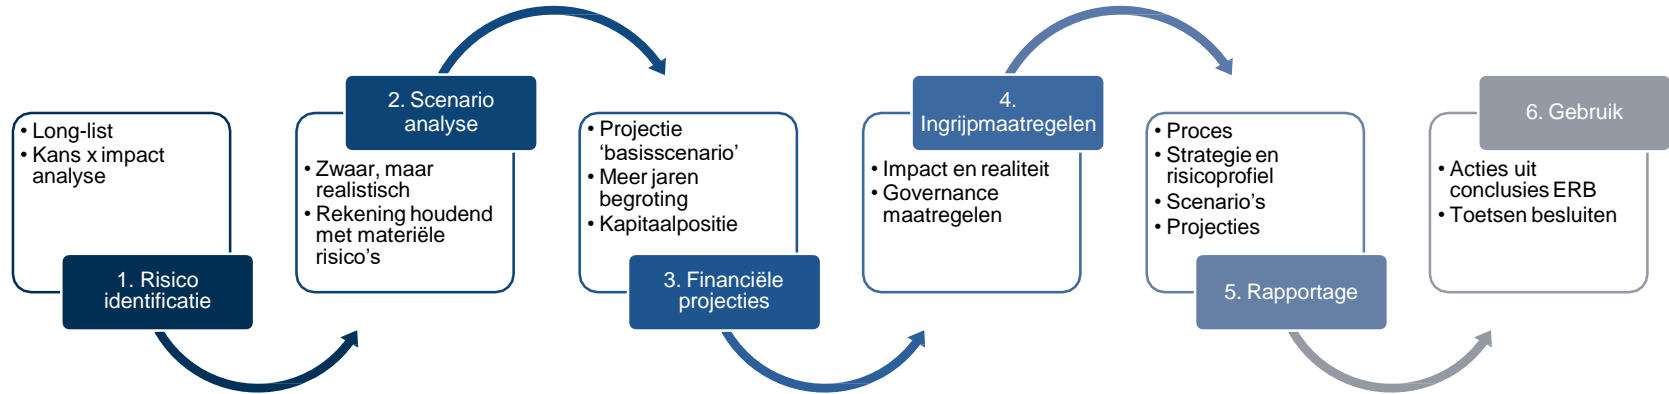 • Long-list
• Kans x impact
analyse
1. Risico
identificatie
2. Scenario
analyse
• Zwaar, maar
realistisch
• Rekening houdend
met materiële
risico’s
• Projectie
‘basisscenario’
• Meer jaren
begroting
• Kapitaalpositie
3. Financiële
projecties
4.
Ingrijpmaatregelen
• Impact en realiteit
• Governance
maatregelen
• Proces
• Strategie en
risicoprofiel
• Scenario’s
• Projecties
5. Rapportage
6. Gebruik
• Acties uit
conclusies ERB
• Toetsen besluiten